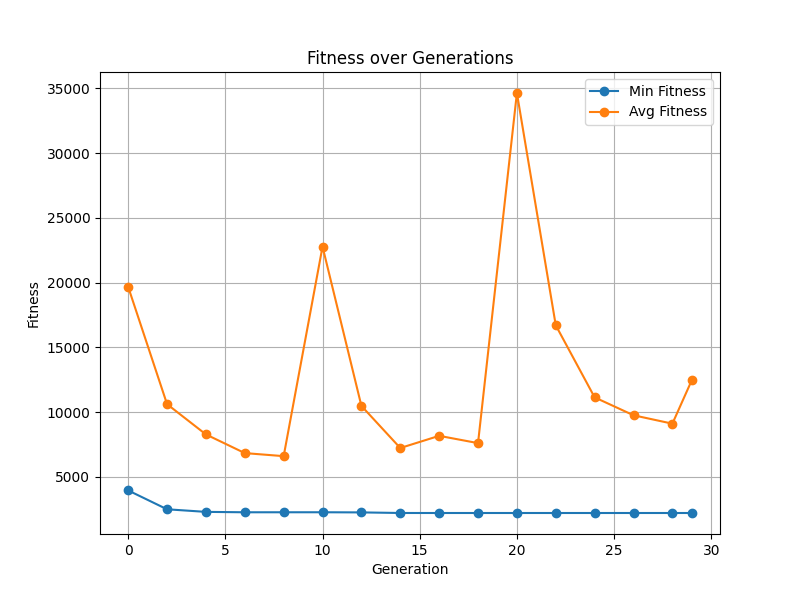 Fitness over Generations
Min Fitness
Avg Fitness
35000
30000
25000
20000
15000
10000
5000
Fitness
0 5 10 15 20 25 30
Generation